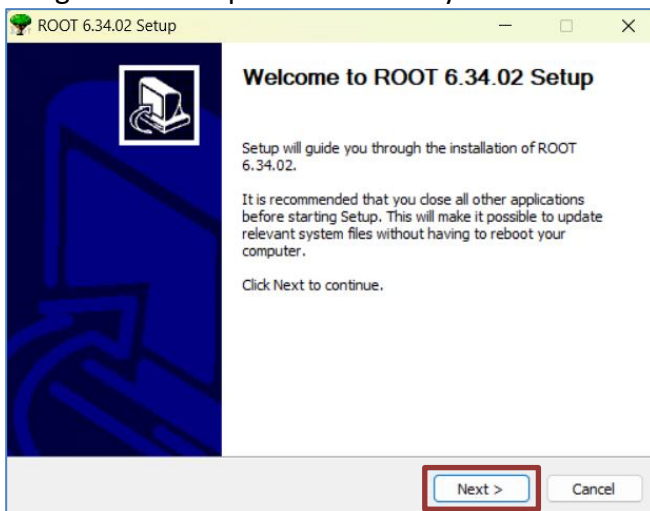 ROOT 6.34.02 Setup
Welcome to ROOT 6.34.02 Setup
Setup will guide you through the installation of ROOT
6.34.02.
It is recommended that you close all other applications
before starting Setup. This will make it possible to update
relevant system files without having to reboot your
computer.
Click Next to continue.
Next >
Cancel